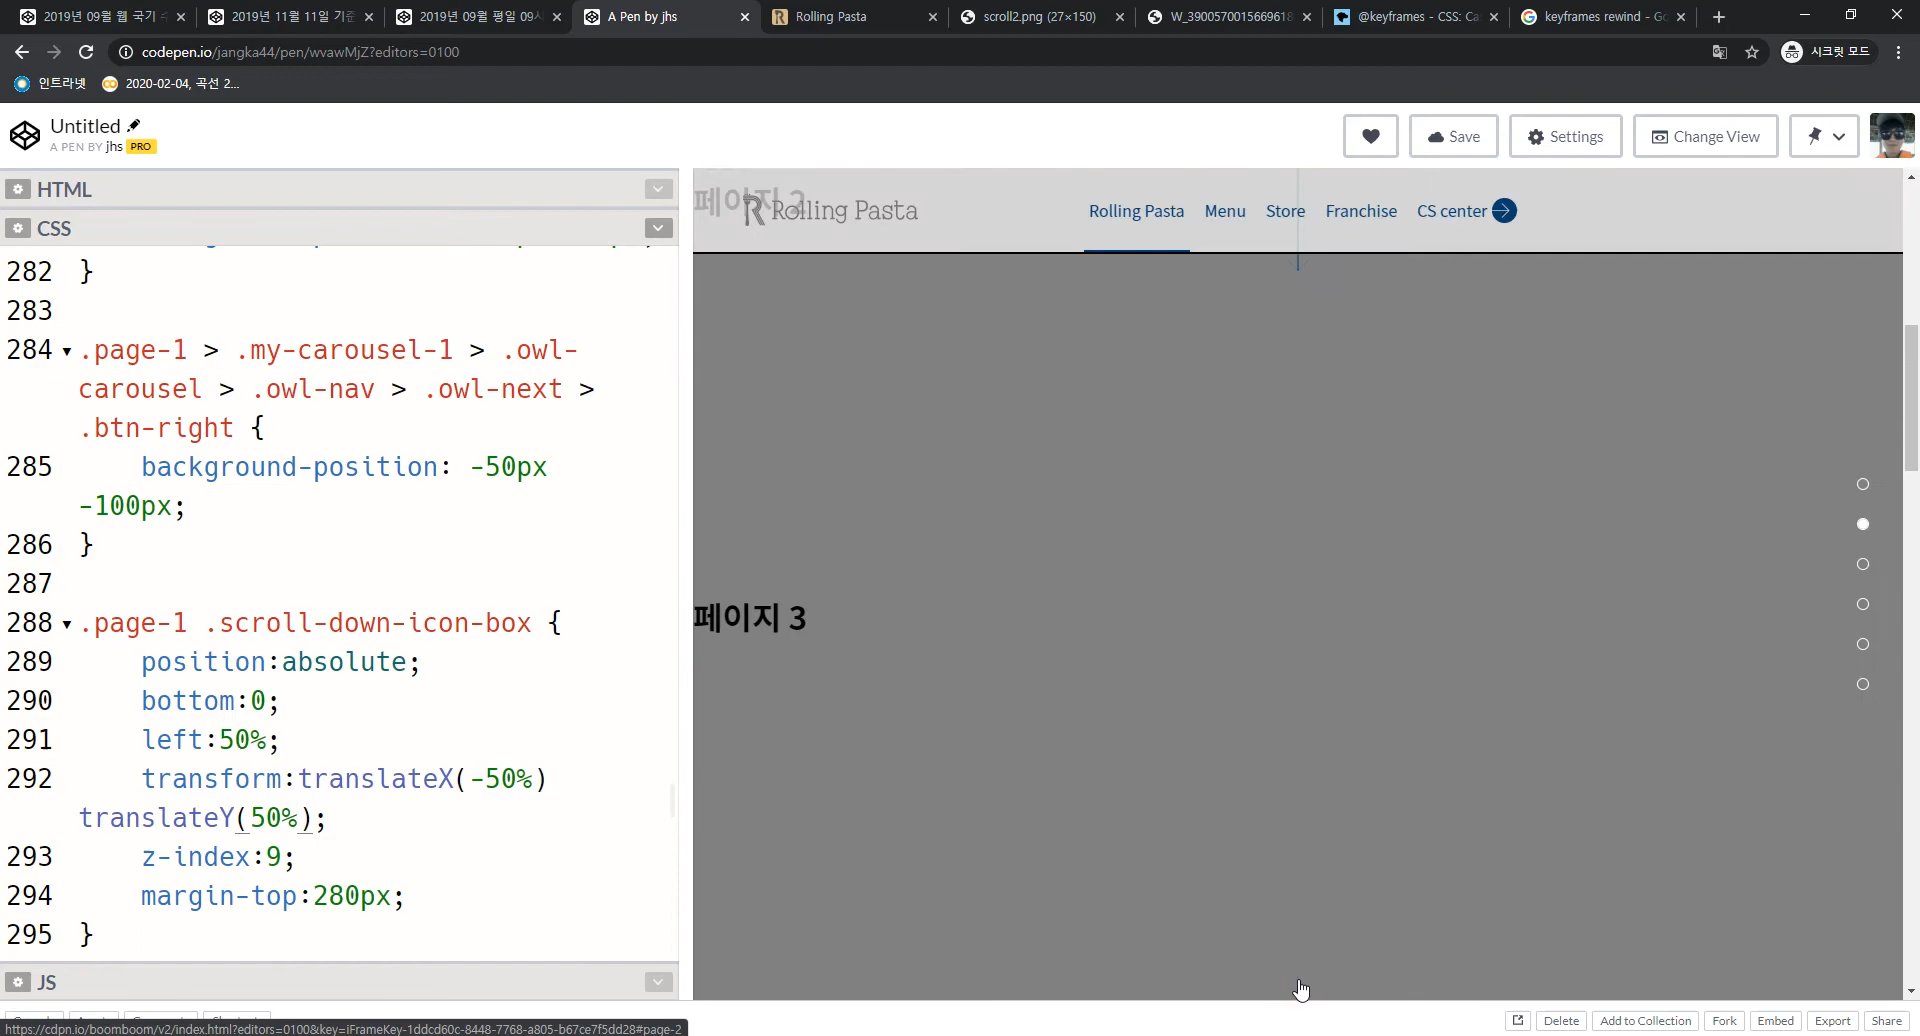 2019년 09월 웹 국기
2019년 11월 11일 기준
2019년 09월 평일 09시
A Pen by jhs
Rolling Pasta
scroll2.png (27×150)
W_3900570015669618
@keyframes - CSS: Ca
keyframes rewind - Go
codepen.io/jangka44/pen/wvawMjZ?editors=0100
시크릿 모드
인트라넷
2020-02-04, 곡선 2...
Untitled
A PEN BY jhs PRO
Save
Settings
Change View
HTML
CSS
282 }
283
284 .page-1 > .my-carousel-1 > .owl-
carousel > .owl-nav > .owl-next >
.btn-right {
285 background-position: -50px
-100px;
286 }
287
288 .page-1 .scroll-down-icon-box {
289 position:absolute;
290 bottom:0;
291 left:50%;
292 transform:translateX(-50%)
translateY(50%);
293 z-index:9;
294 margin-top:280px;
295 }
JS
페이지 2
Rolling Pasta
Rolling Pasta Menu Store Franchise CS center
페이지 3
https://cdpn.io/boomboom/v2/index.html?editors=0100&key=iFrameKey-1ddcd60c-8448-7768-a805-b67ce7f5dd28#page-2
Delete
Add to Collection
Fork
Embed
Export
Share